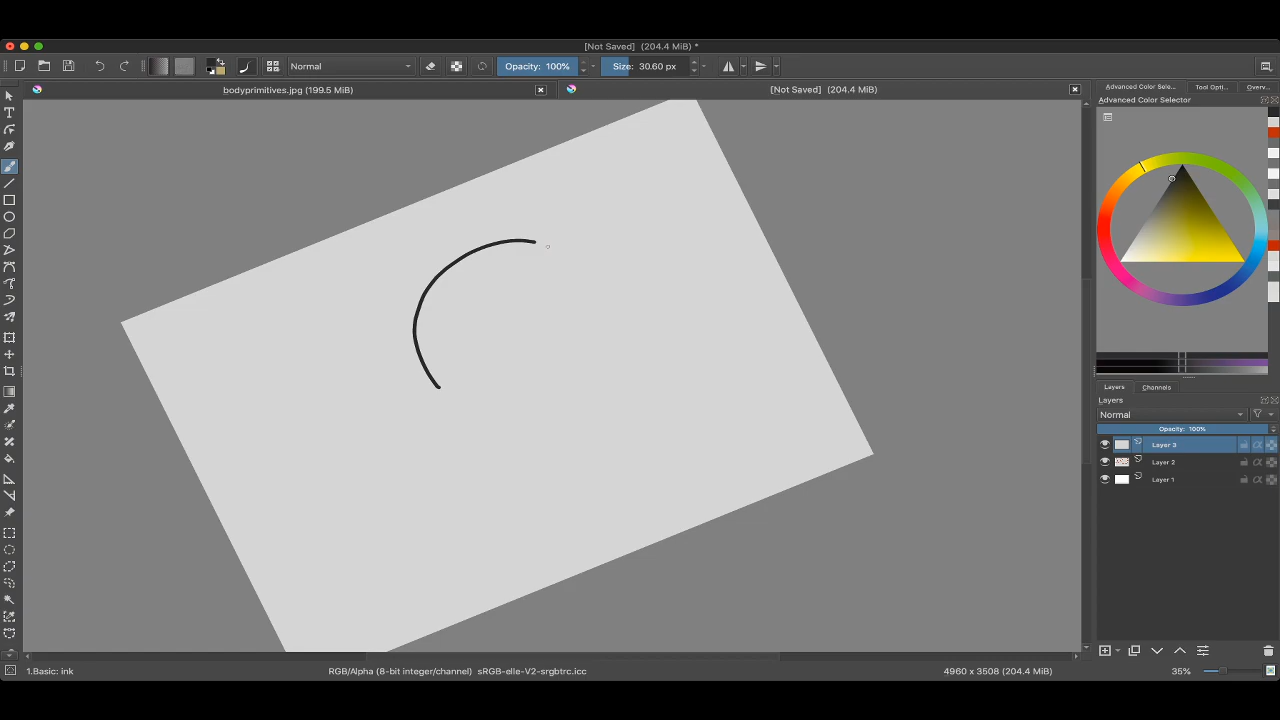 [Not Saved] (204.4 MiB) *
Normal
Opacity: 100%
Size: 30.60 px
bodyprimitives.jpg (199.5 MiB)
[Not Saved] (204.4 MiB)
Advanced Color Sele...
Tool Opti...
Overv...
Advanced Color Selector
Layers
Channels
Layers
Normal
Opacity: 100%
Layer 3
Layer 2
Layer 1
1.Basic: ink
RGB/Alpha (8-bit integer/channel) sRGB-elle-V2-srgbtrc.icc
4960 x 3508 (204.4 MiB)
35%